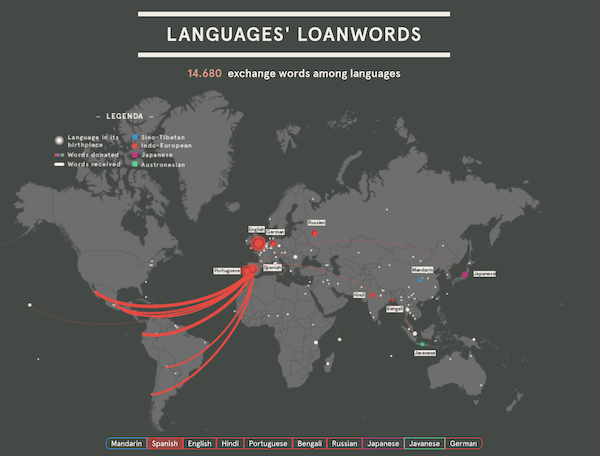 LANGUAGES' LOANWORDS
14.680 exchange words among languages
– LEGENDA –
Language in its
birthplace
Words donated
Words received
Sino-Tibetan
Indo-European
Japanese
Austronesian
Russian
English
German
Portuguese
Spanish
Mandarin
Japanese
Hindi
Bengali
Javanese
Mandarin Spanish English Hindi Portuguese Bengali Russian Japanese Javanese German